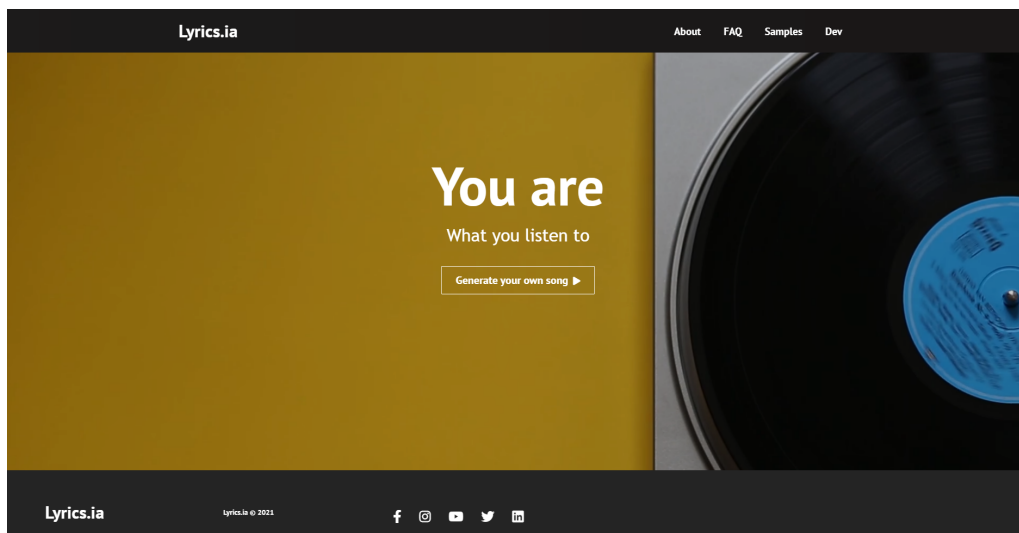 Lyrics.ia
About FAQ Samples Dev
You are
What you listen to
Generate your own song
Lyrics.ia
Lyrics.ia © 2021